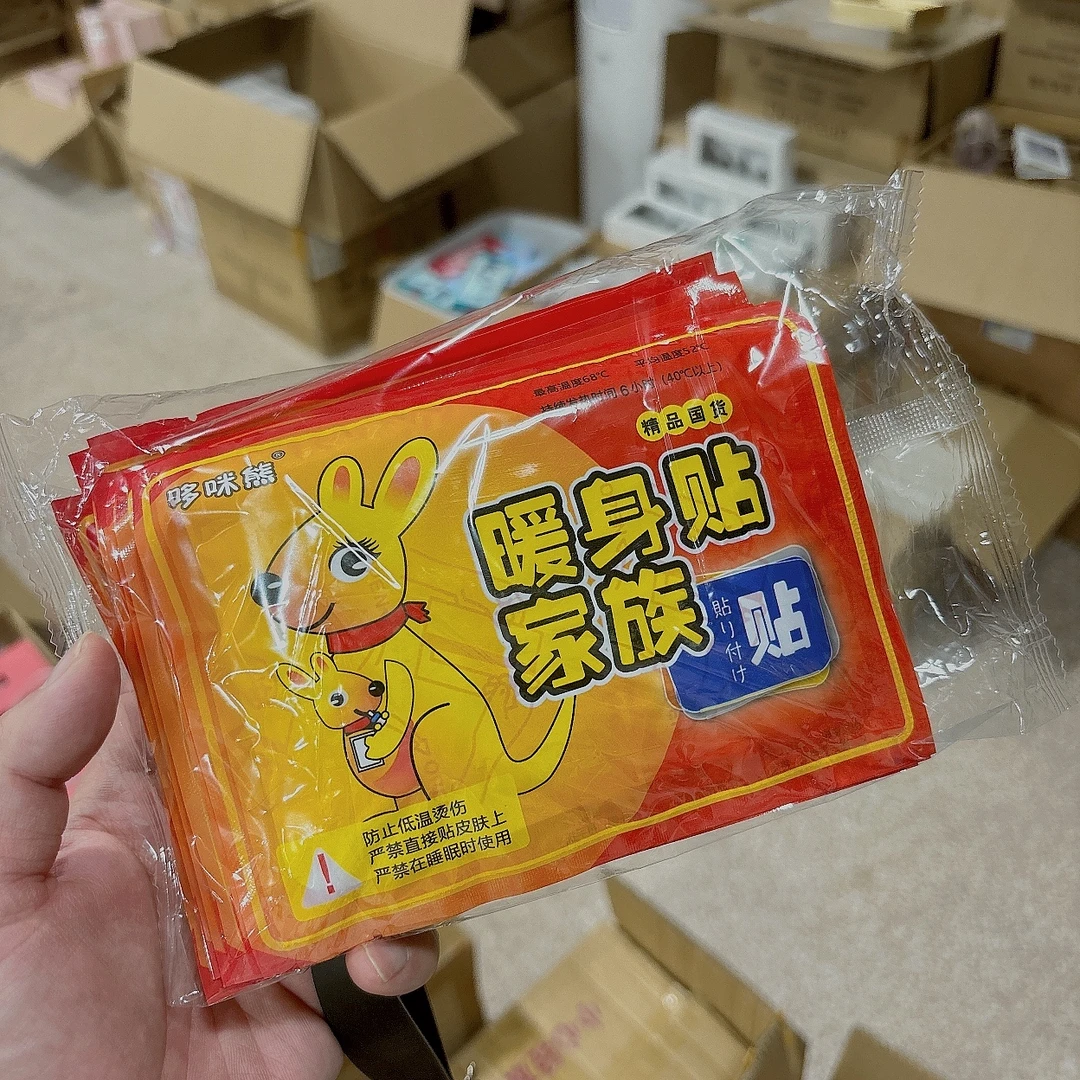 最高温度68℃ 平均温度52℃
持续发热时间 6小时（40℃以上）
精品国货
哆咪熊®
暖身贴
家族
贴
貼り付け
防止低温烫伤
严禁直接贴皮肤上
严禁在睡眠时使用